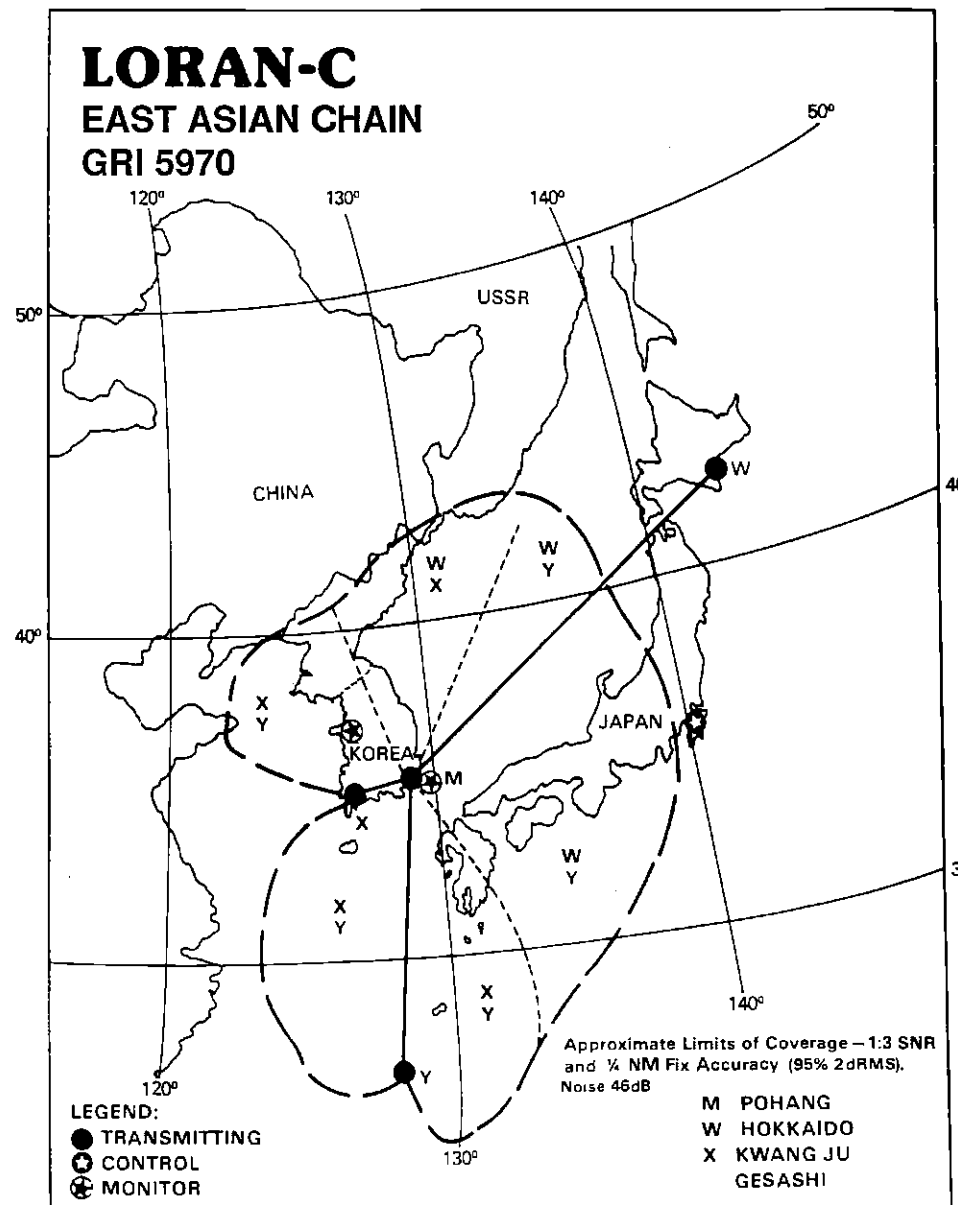 LORAN-C
EAST ASIAN CHAIN
GRI 5970
50°
120°
130°
140°
USSR
50°
W
CHINA
40
W
X
W
Y
40°
X
Y
JAPAN
KOREA
M
X
W
Y
3
X
Y
X
Y
140°
Approximate Limits of Coverage – 1:3 SNR
and ¼ NM Fix Accuracy (95% 2dRMS).
Noise 46dB
Y
120°
130°
LEGEND:
TRANSMITTING
CONTROL
MONITOR
M POHANG
W HOKKAIDO
X KWANG JU
GESASHI